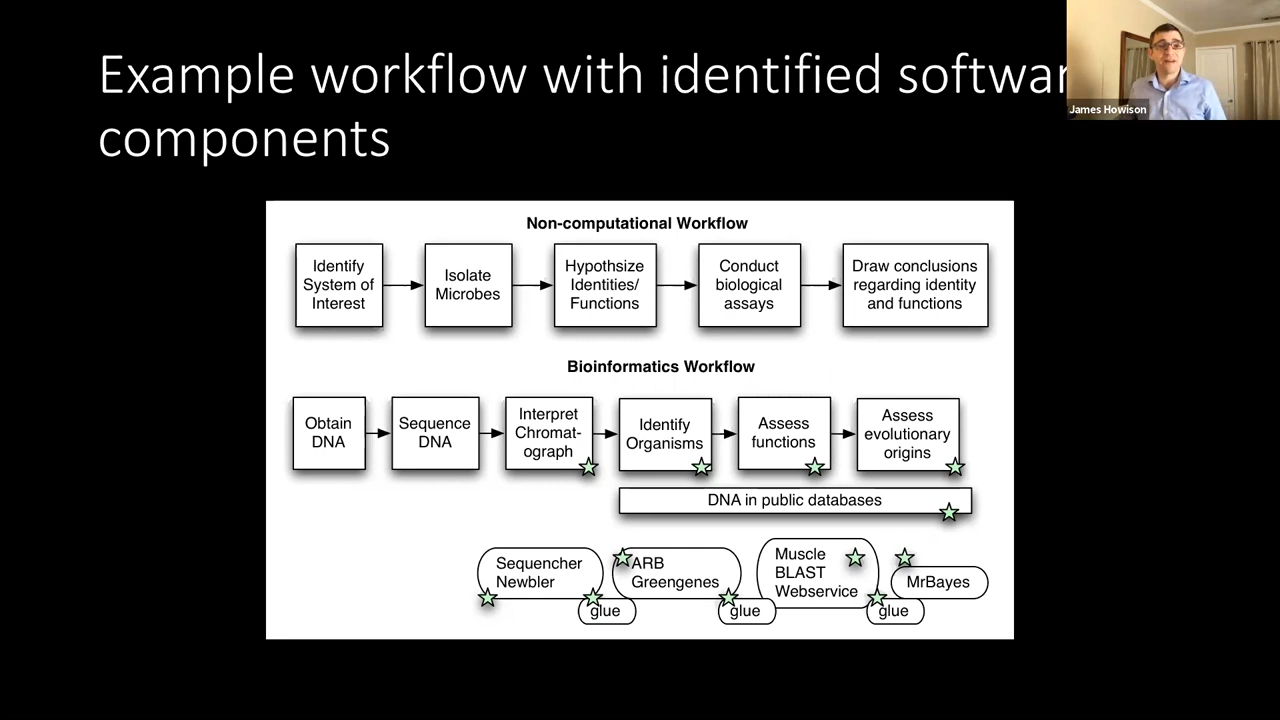 Example workflow with identified softwar
components
James Howison
Non-computational Workflow
Identify
System of
Interest
Isolate
Microbes
Hypothsize
Identities/
Functions
Conduct
biological
assays
Draw conclusions
regarding identity
and functions
Bioinformatics Workflow
Obtain
DNA
Sequence
DNA
Interpret
Chromat-
ograph
Identify
Organisms
Assess
functions
Assess
evolutionary
origins
DNA in public databases
Sequencher
Newbler
glue
ARB
Greengenes
glue
Muscle
BLAST
Webservice
glue
MrBayes